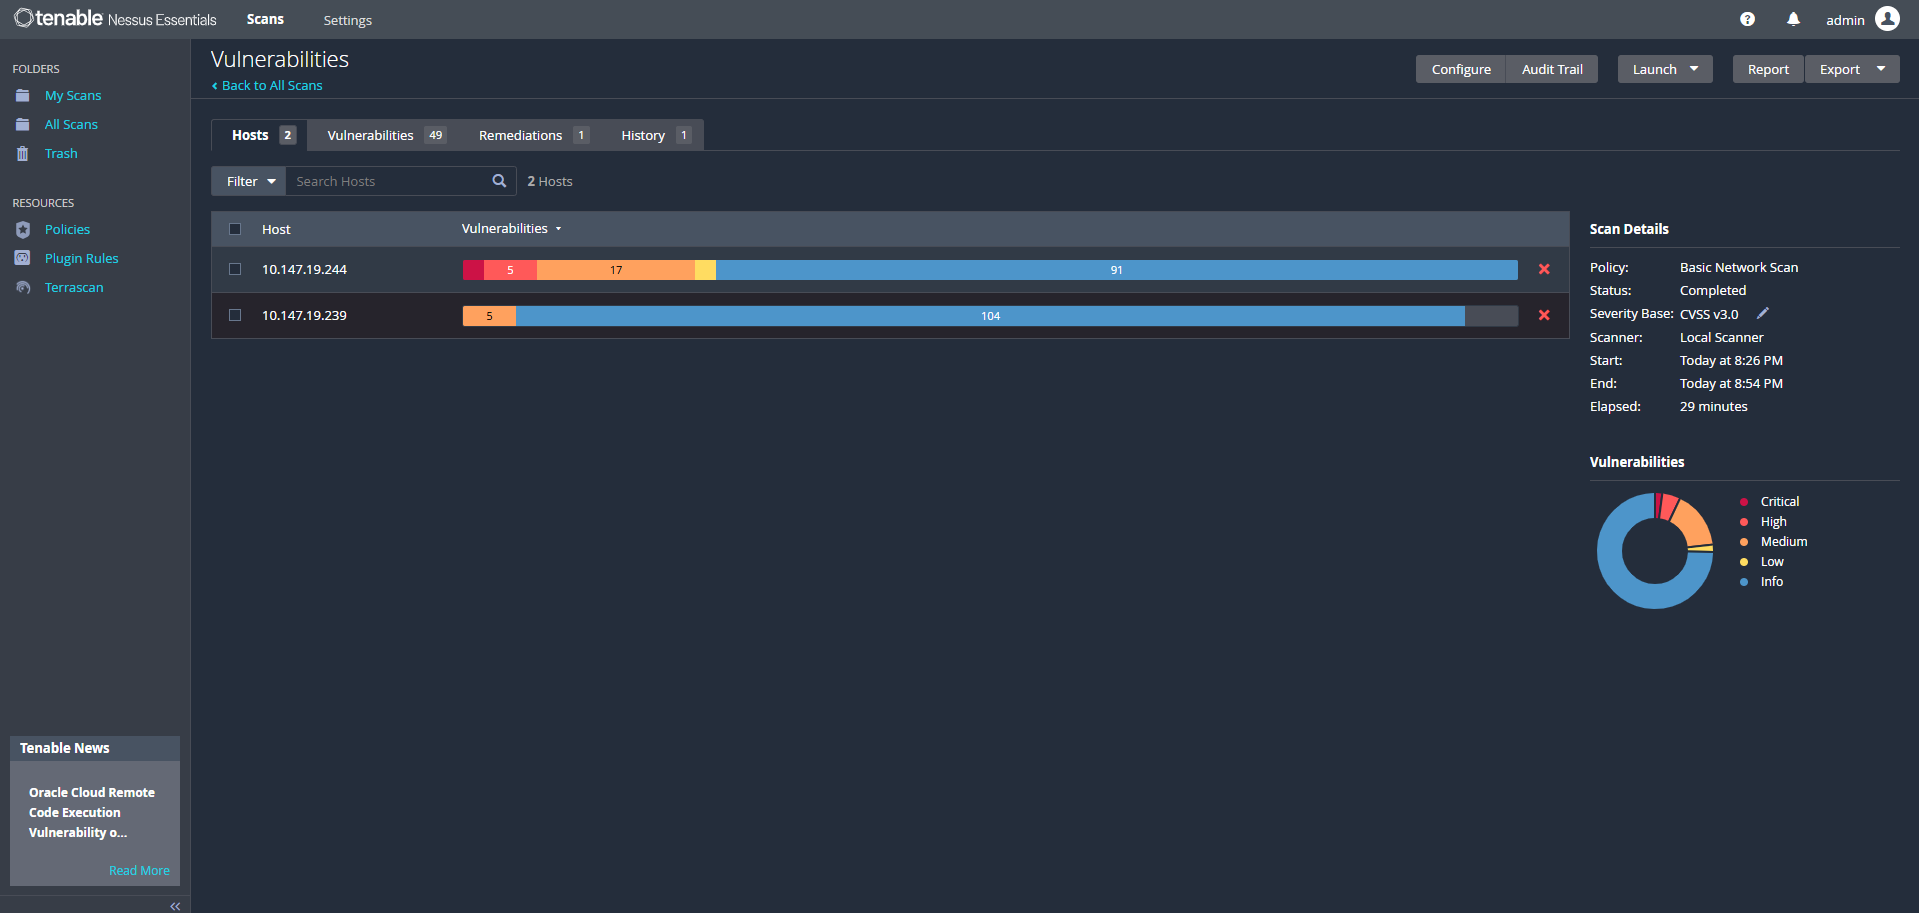 tenable Nessus Essentials Scans Settings ? admin
FOLDERS
My Scans
All Scans
Trash
RESOURCES
Policies
Plugin Rules
Terrascan
Tenable News
Oracle Cloud Remote
Code Execution
Vulnerability o...
Read More
Vulnerabilities
Back to All Scans
Configure Audit Trail Launch Report Export
Hosts 2 Vulnerabilities 49 Remediations 1 History 1
Filter Search Hosts 2 Hosts
Host Vulnerabilities
10.147.19.244 5 17 91
10.147.19.239 5 104
Scan Details
Policy: Basic Network Scan
Status: Completed
Severity Base: CVSS v3.0
Scanner: Local Scanner
Start: Today at 8:26 PM
End: Today at 8:54 PM
Elapsed: 29 minutes
Vulnerabilities
Critical
High
Medium
Low
Info